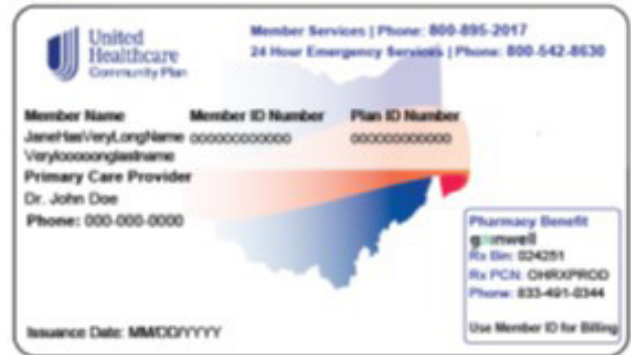 United
Healthcare
Community Plan
Member Services | Phone: 800-895-2017
24 Hour Emergency Services | Phone: 800-542-8630
Member Name Member ID Number Plan ID Number
JaneHasVeryLongName 000000000000 000000000000
Verylooooonglastname
Primary Care Provider
Dr. John Doe
Phone: 000-000-0000
Pharmacy Benefit
gainwell
Rx Bin: 024251
Rx PCN: OHRXPROD
Phone: 833-491-0344
Use Member ID for Billing
Issuance Date: MM/DD/YYYY